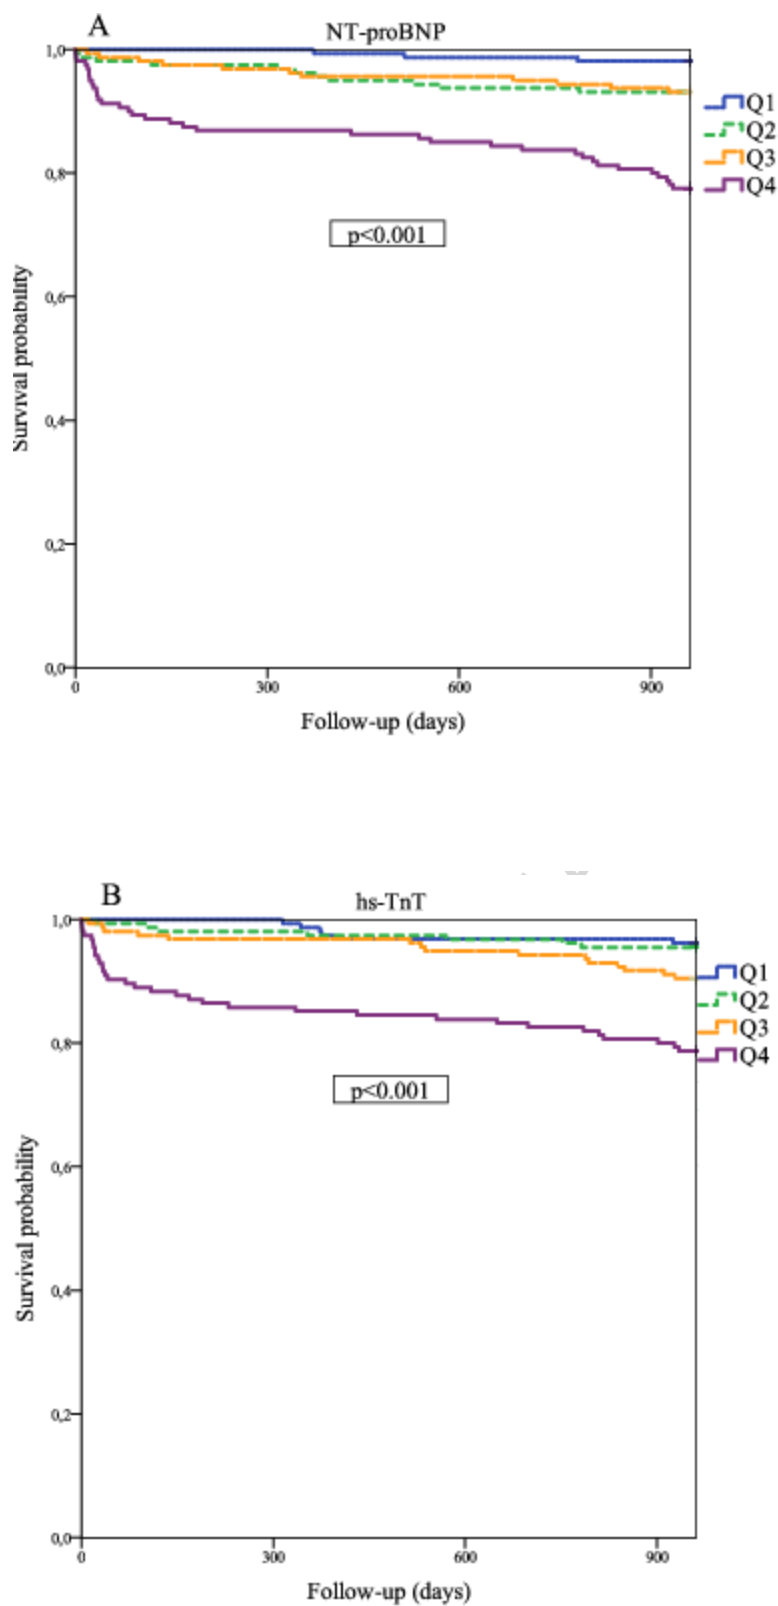 A
NT-proBNP
1,0
0,8
0,6
0,4
0,2
0,0
Survival probability
p<0.001
Q1
Q2
Q3
Q4
0 300 600 900
Follow-up (days)
B
hs-TnT
1,0
0,8
0,6
0,4
0,2
0,0
Survival probability
p<0.001
Q1
Q2
Q3
Q4
0 300 600 900
Follow-up (days)